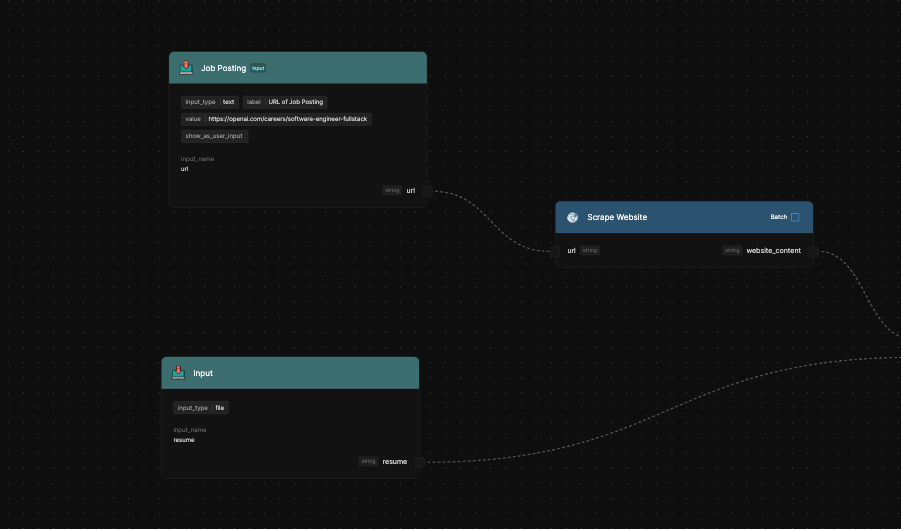 Job Posting Input
input_type text label URL of Job Posting
value https://openai.com/careers/software-engineer-fullstack
show_as_user_input
input_name
url
string url
Scrape Website Batch
url string string website_content
Input
input_type file
input_name
resume
string resume